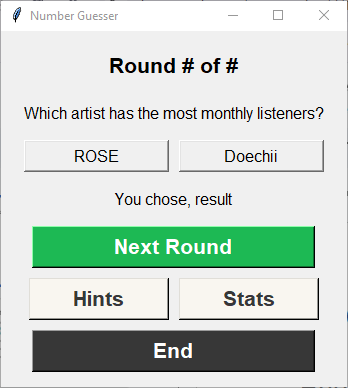 Number Guesser
Round # of #
Which artist has the most monthly listeners?
ROSE Doechii
You chose, result
Next Round
Hints Stats
End